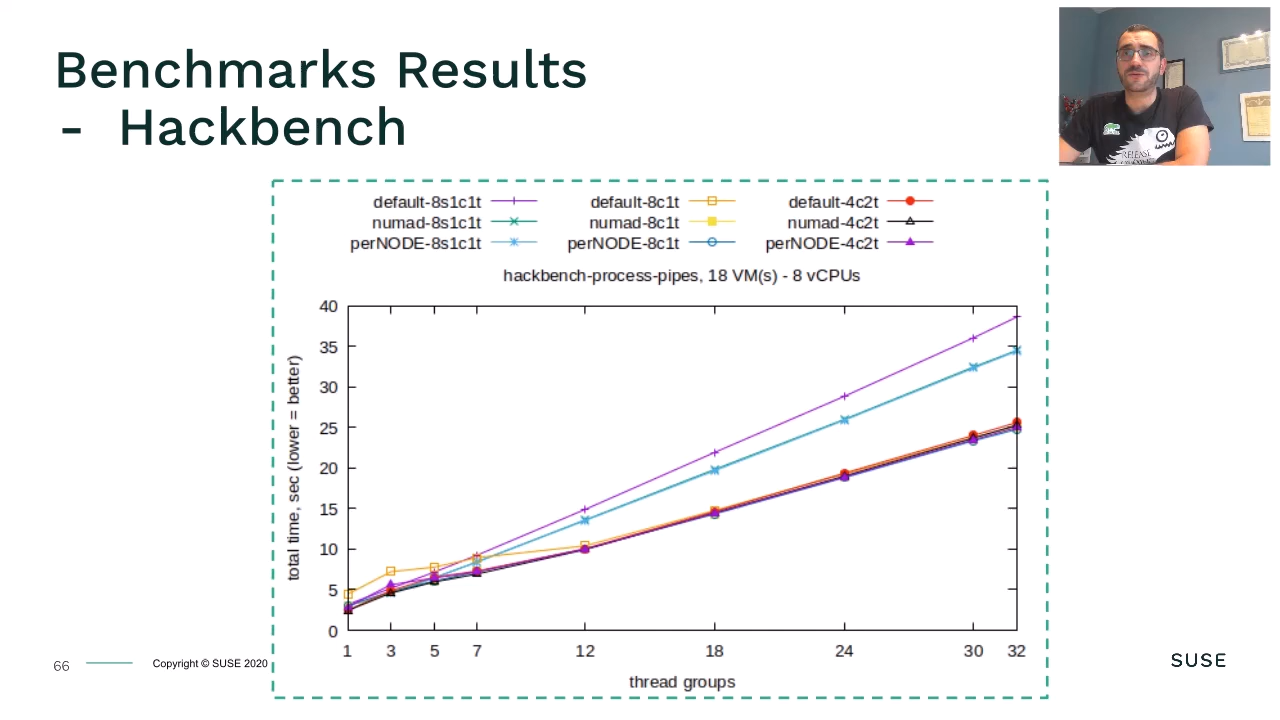 Benchmarks Results
- Hackbench
RELEASE
default-8s1c1t
default-8c1t
default-4c2t
numad-8s1c1t
numad-8c1t
numad-4c2t
perNODE-8s1c1t
perNODE-8c1t
perNODE-4c2t
hackbench-process-pipes, 18 VM(s) - 8 vCPUs
total time, sec (lower = better)
40
35
30
25
20
15
10
5
0
1 3 5 7 12 18 24 30 32
thread groups
66
Copyright © SUSE 2020
SUSE